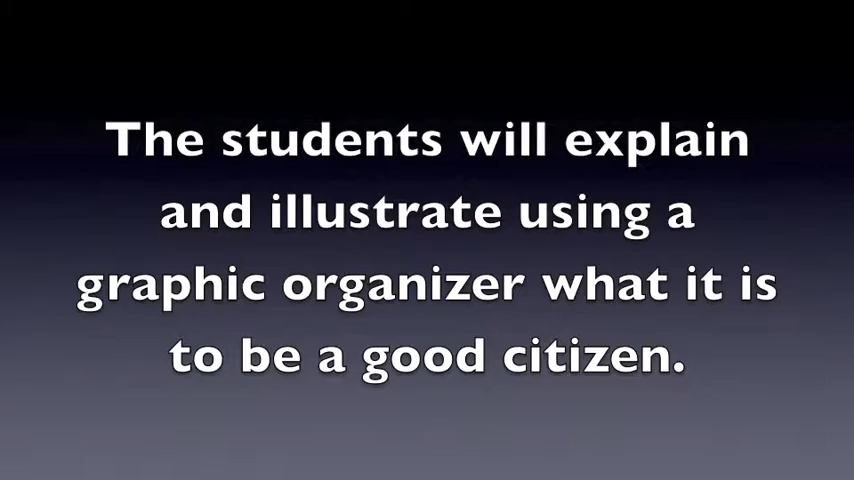 The students will explain
and illustrate using a
graphic organizer what it is
to be a good citizen.